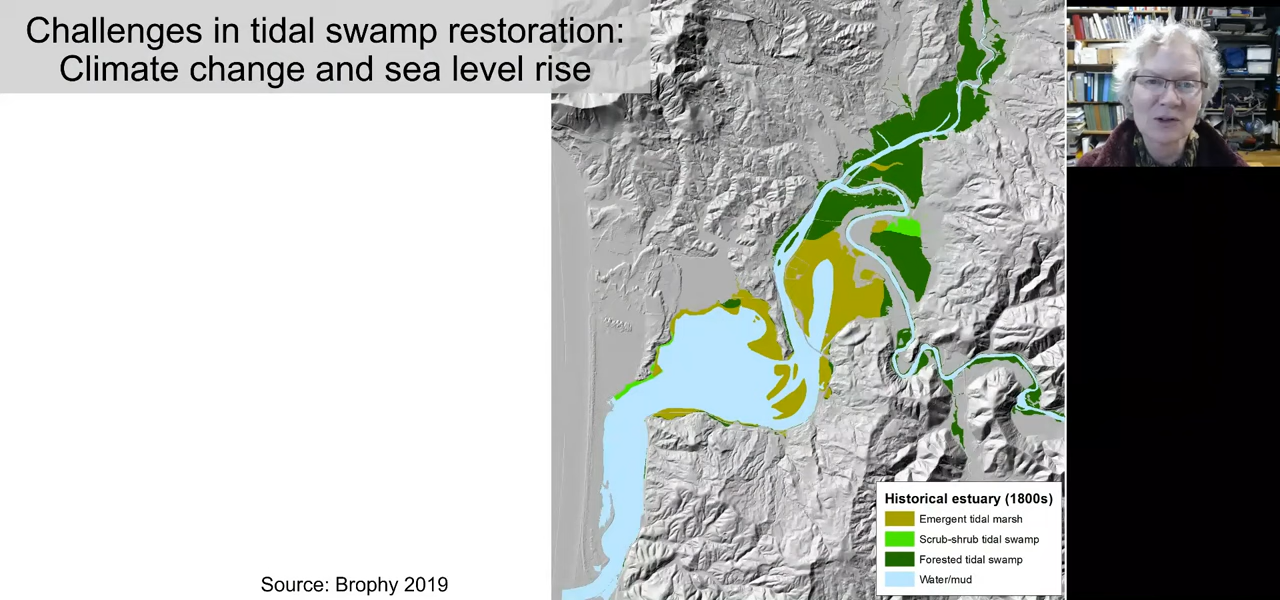 Challenges in tidal swamp restoration:
Climate change and sea level rise
Historical estuary (1800s)
Emergent tidal marsh
Scrub-shrub tidal swamp
Forested tidal swamp
Water/mud
Source: Brophy 2019